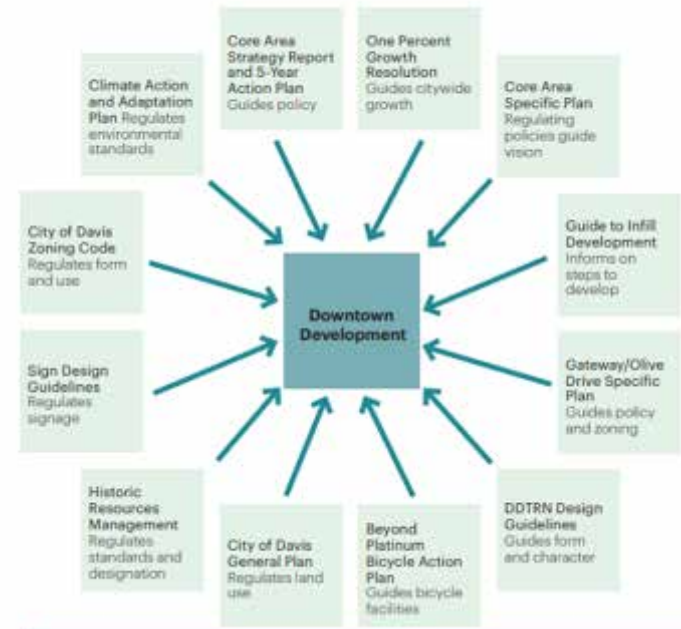 Core Area
Strategy Report
and 5-Year
Action Plan
Guides policy
One Percent
Growth
Resolution
Guides citywide
growth
Climate Action
and Adaptation
Plan Regulates
environmental
standards
Core Area
Specific Plan
Regulating
policies guide
vision
City of Davis
Zoning Code
Regulates form
and use
Guide to Infill
Development
Informs on
steps to
develop
Downtown
Development
Sign Design
Guidelines
Regulates
signage
Gateway/Olive
Drive Specific
Plan
Guides policy
and zoning
Historic
Resources
Management
Regulates
standards and
designation
City of Davis
General Plan
Regulates land
use
Beyond
Platinum
Bicycle Action
Plan
Guides bicycle
facilities
DDTRN Design
Guidelines
Guides form
and character